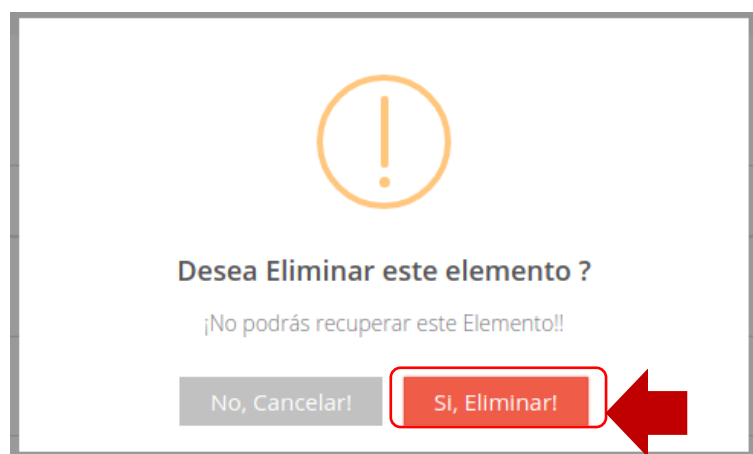 Desea Eliminar este elemento ?
¡No podrás recuperar este Elemento!!
No, Cancelar!
Si, Eliminar!